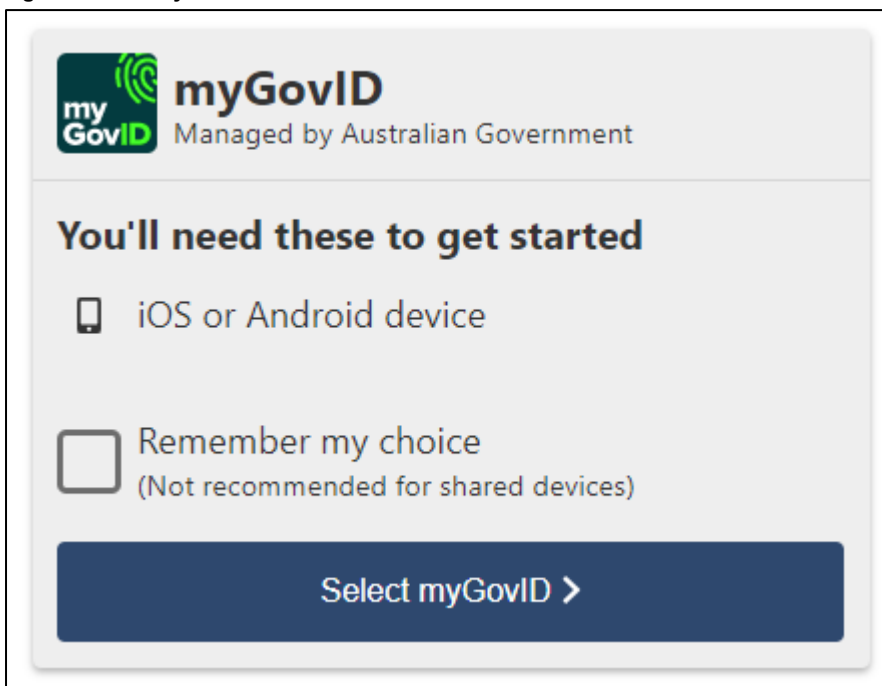 my
GovID
myGovID
Managed by Australian Government
You'll need these to get started
iOS or Android device
Remember my choice
(Not recommended for shared devices)
Select myGovID